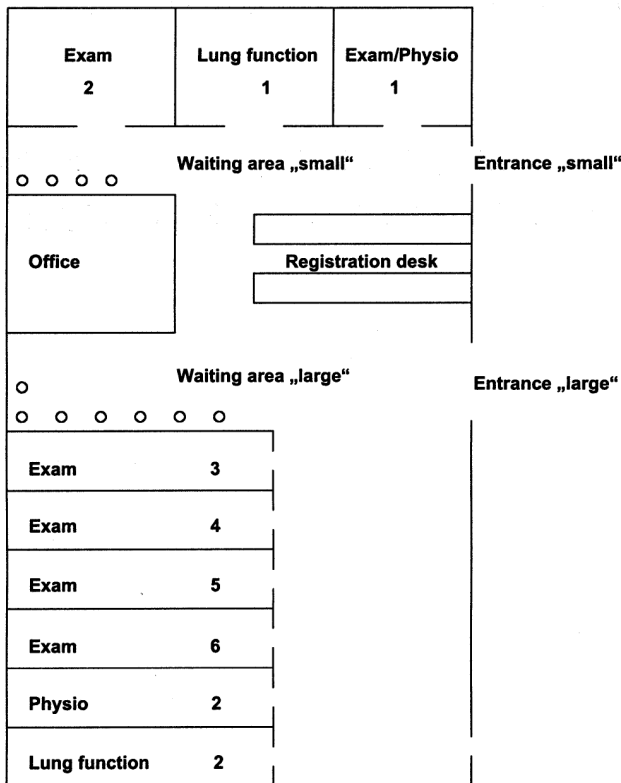 Exam Lung function Exam/Physio
2 1 1
Waiting area „small“ Entrance „small“
Office Registration desk
Waiting area „large“ Entrance „large“
Exam 3
Exam 4
Exam 5
Exam 6
Physio 2
Lung function 2